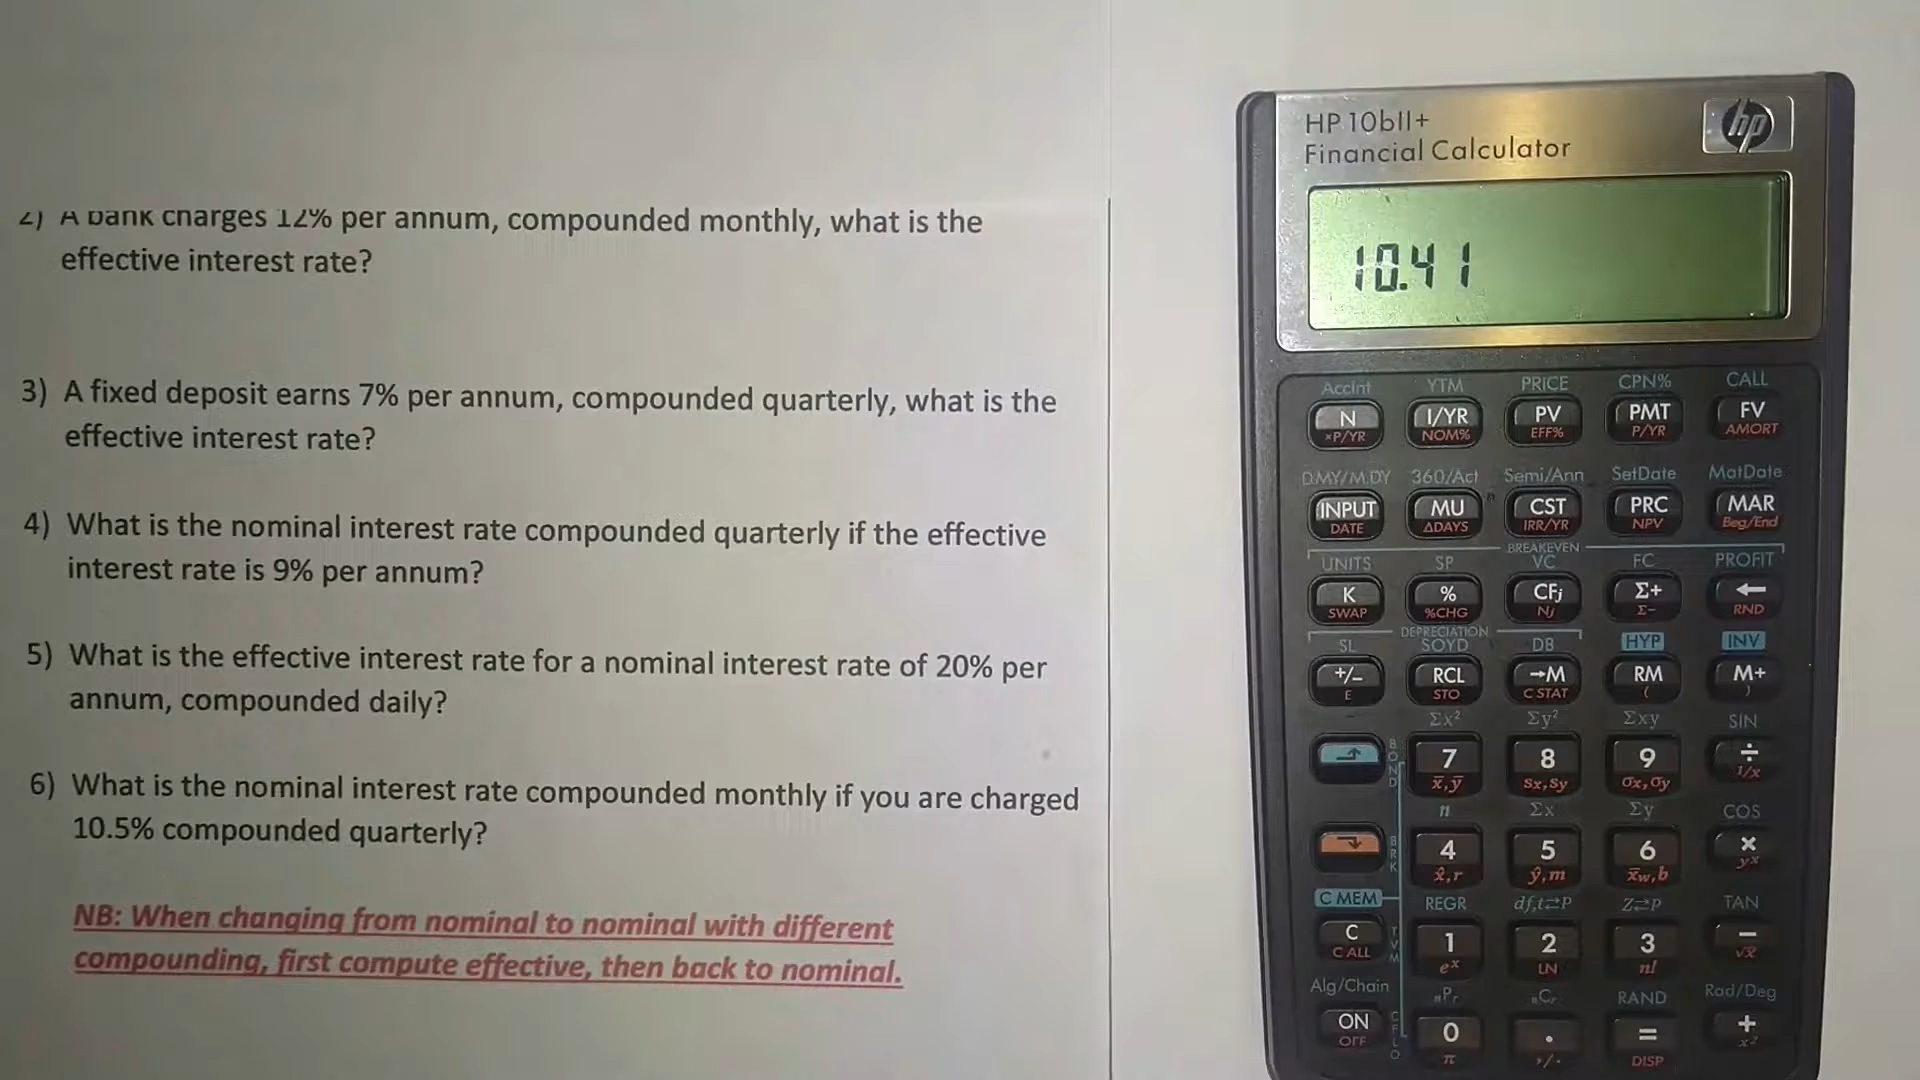 2) A bank charges 12% per annum, compounded monthly, what is the
effective interest rate?
3) A fixed deposit earns 7% per annum, compounded quarterly, what is the
effective interest rate?
4) What is the nominal interest rate compounded quarterly if the effective
interest rate is 9% per annum?
5) What is the effective interest rate for a nominal interest rate of 20% per
annum, compounded daily?
6) What is the nominal interest rate compounded monthly if you are charged
10.5% compounded quarterly?
NB: When changing from nominal to nominal with different
compounding, first compute effective, then back to nominal.
HP 10bII+
Financial Calculator
hp
10.41
AccInt YTM PRICE CPN% CALL
N I/YR PV PMT FV
×P/YR NOM% EFF% P/YR AMORT
D.MY/M.DY 360/Act Semi/Ann SetDate MatDate
INPUT MU CST PRC MAR
DATE ΔDAYS IRR/YR NPV Beg/End
BREAKEVEN
UNITS SP VC FC PROFIT
K % CFj Σ+ ←
SWAP %CHG Nj Σ- RND
DEPRECIATION
SL SOYD DB HYP INV
+/- RCL →M RM M+
E STO C STAT ( )
Σx² Σy² Σxy SIN
7 8 9 ÷
x̄,ȳ Sx,Sy σx,σy 1/x
BOND
n Σx Σy COS
4 5 6 ×
x̂,r ŷ,m x̄w,b yˣ
BRK
C MEM REGR df,t⇄P Z⇄P TAN
C 1 2 3 −
C ALL eˣ LN n! √x
TVM
Alg/Chain nPr nCr RAND Rad/Deg
ON 0 . = +
OFF π ,/. DISP x²
CFLO